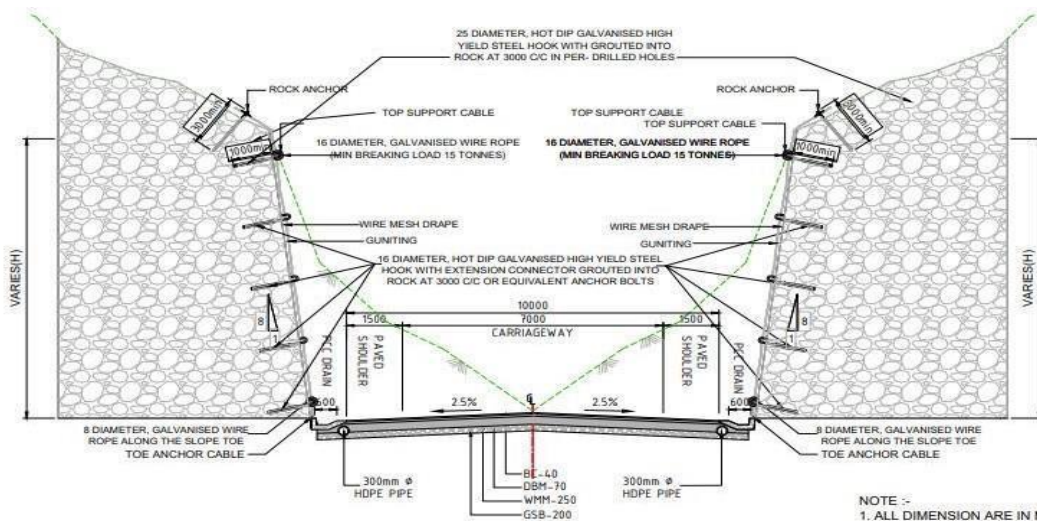 25 DIAMETER, HOT DIP GALVANISED HIGH
YIELD STEEL HOOK WITH GROUTED INTO
ROCK AT 3000 C/C IN PER- DRILLED HOLES
ROCK ANCHOR
ROCK ANCHOR
3000min
3000min
TOP SUPPORT CABLE
TOP SUPPORT CABLE
TOP SUPPORT CABLE
1000min
1000min
16 DIAMETER, GALVANISED WIRE ROPE
(MIN BREAKING LOAD 15 TONNES)
16 DIAMETER, GALVANISED WIRE ROPE
(MIN BREAKING LOAD 15 TONNES)
WIRE MESH DRAPE
WIRE MESH DRAPE
GUNITING
GUNITING
16 DIAMETER, HOT DIP GALVANISED HIGH YIELD STEEL
HOOK WITH EXTENSION CONNECTOR GROUTED INTO
ROCK AT 3000 C/C OR EQUIVALENT ANCHOR BOLTS
VARIES(H)
VARIES(H)
10000
1500
7000
1500
CARRIAGEWAY
8
1
8
1
PCC DRAIN
PAVED
SHOULDER
PAVED
SHOULDER
PCC DRAIN
600
600
2.5%
2.5%
8 DIAMETER, GALVANISED WIRE
ROPE ALONG THE SLOPE TOE
TOE ANCHOR CABLE
8 DIAMETER, GALVANISED WIRE
ROPE ALONG THE SLOPE TOE
TOE ANCHOR CABLE
300mm ø
HDPE PIPE
300mm ø
HDPE PIPE
BC-40
DBM-70
WMM-250
GSB-200
NOTE :-
1. ALL DIMENSION ARE IN